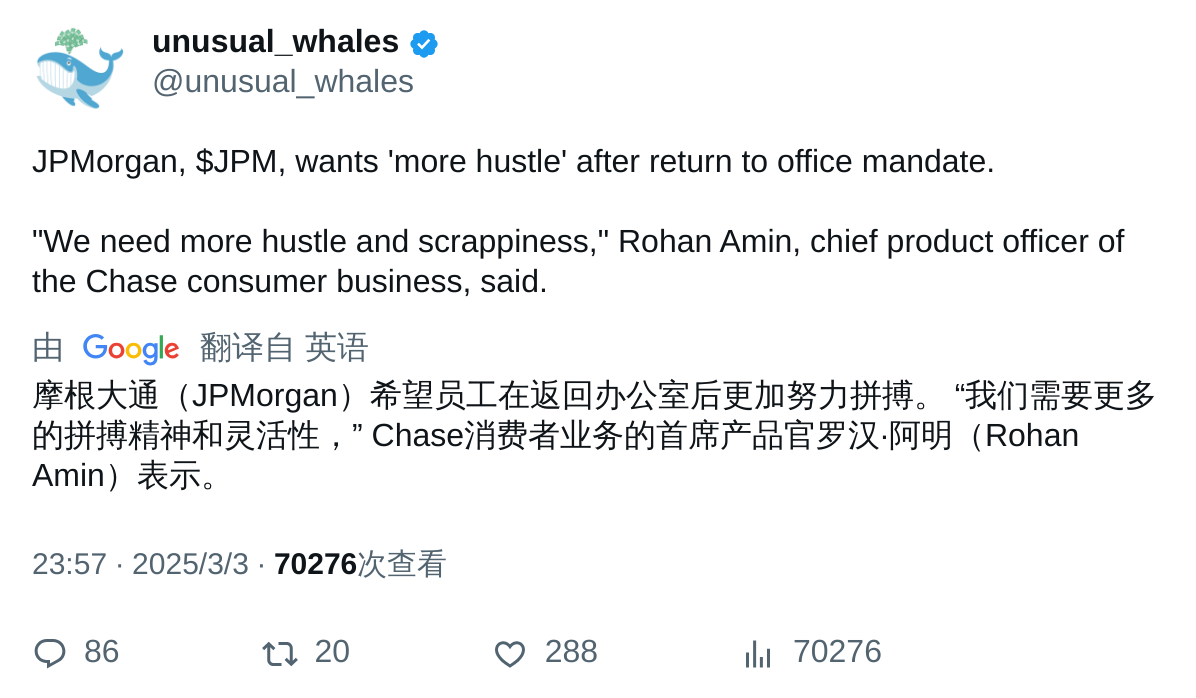 unusual_whales
@unusual_whales
JPMorgan, $JPM, wants 'more hustle' after return to office mandate.
"We need more hustle and scrappiness," Rohan Amin, chief product officer of
the Chase consumer business, said.
由 Google 翻译自 英语
摩根大通（JPMorgan）希望员工在返回办公室后更加努力拼搏。 “我们需要更多
的拼搏精神和灵活性，” Chase消费者业务的首席产品官罗汉·阿明（Rohan
Amin）表示。
23:57 · 2025/3/3 · 70276次查看
86 20 288 70276